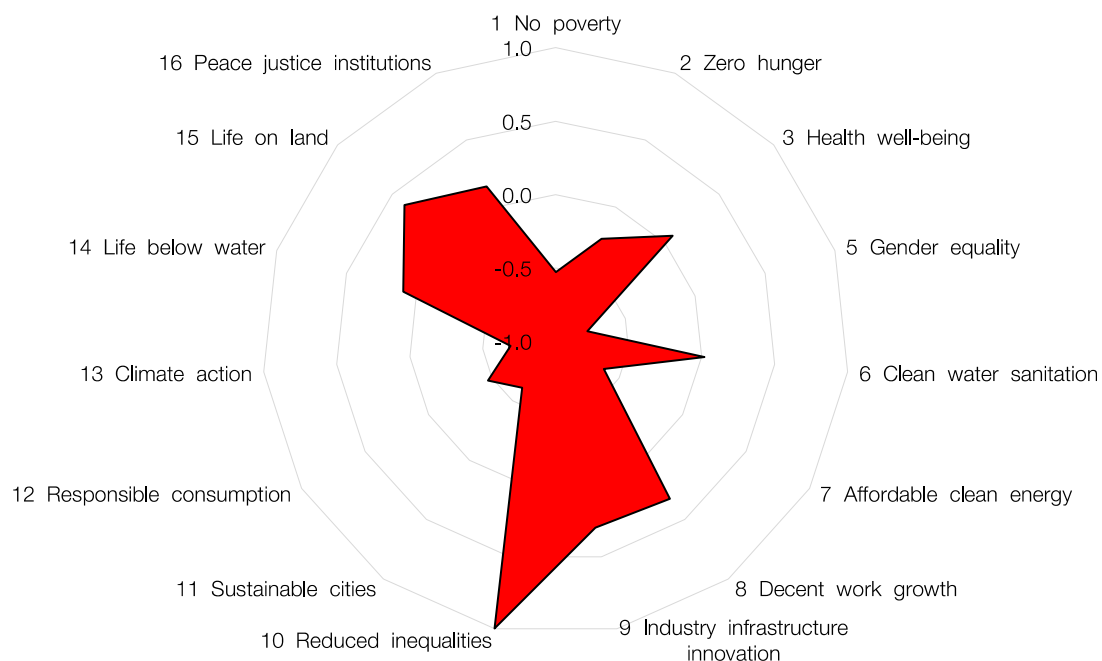 1 No poverty
1.0
0.5
0.0
-0.5
-1.0
2 Zero hunger
3 Health well-being
5 Gender equality
6 Clean water sanitation
7 Affordable clean energy
8 Decent work growth
9 Industry infrastructure
innovation
10 Reduced inequalities
11 Sustainable cities
12 Responsible consumption
13 Climate action
14 Life below water
15 Life on land
16 Peace justice institutions